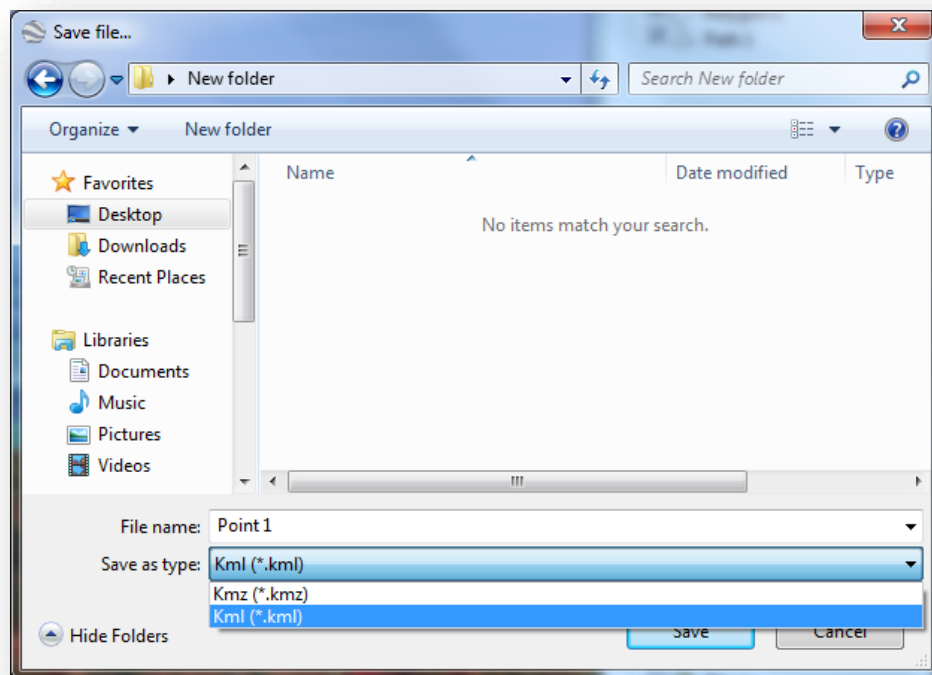 Save file...
New folder
Search New folder
Organize
New folder
Name
Date modified
Type
No items match your search.
Favorites
Desktop
Downloads
Recent Places
Libraries
Documents
Music
Pictures
Videos
File name: Point 1
Save as type: Kml (*.kml)
Kmz (*.kmz)
Kml (*.kml)
Hide Folders
Save
Cancel